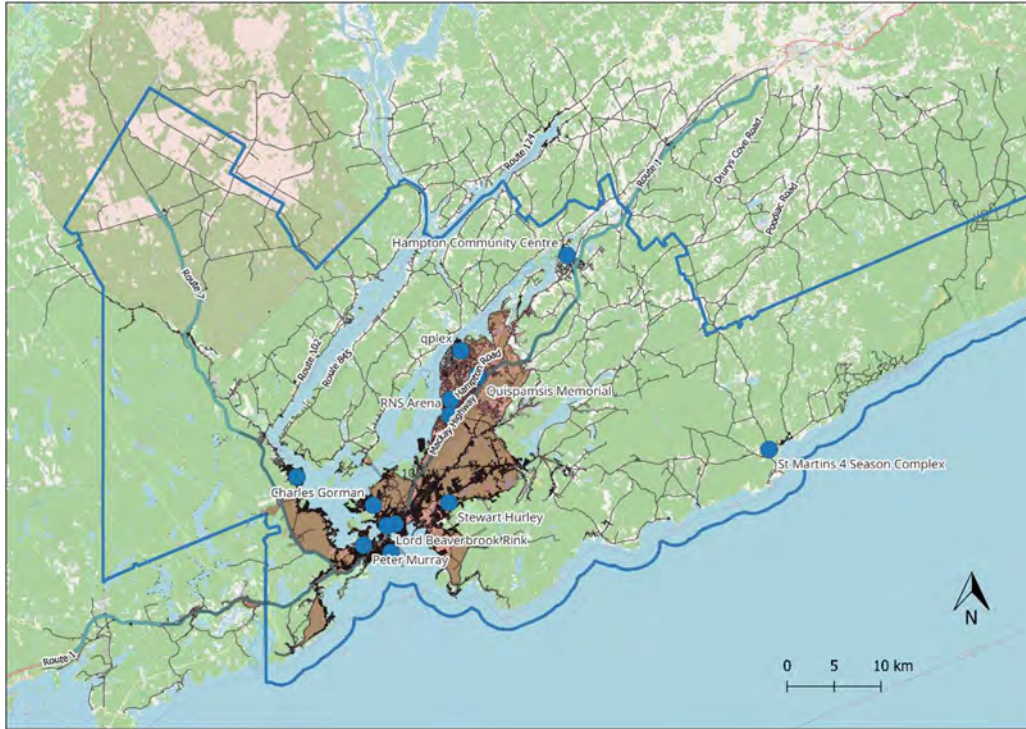 Route 124
Route 1
Drurys Cove Road
Poodiac Road
Hampton Community Centre
Route 7
Route 102
Route 845
qplex
Hampton Road
Quispamsis Memorial
RNS Arena
MacKay Highway
St Martins 4 Season Complex
Charles Gorman
Stewart Hurley
Lord Beaverbrook Rink
Peter Murray
Route 1
N
0 5 10 km